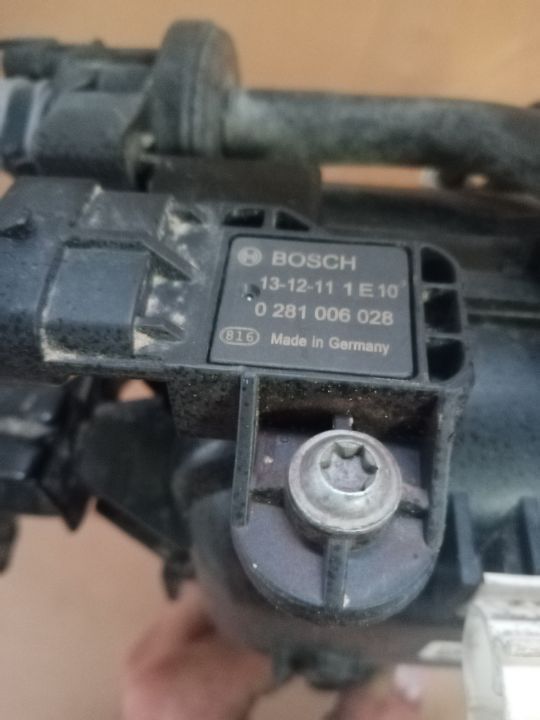 BOSCH
13-12-11 1 E 10
0 281 006 028
816 Made in Germany